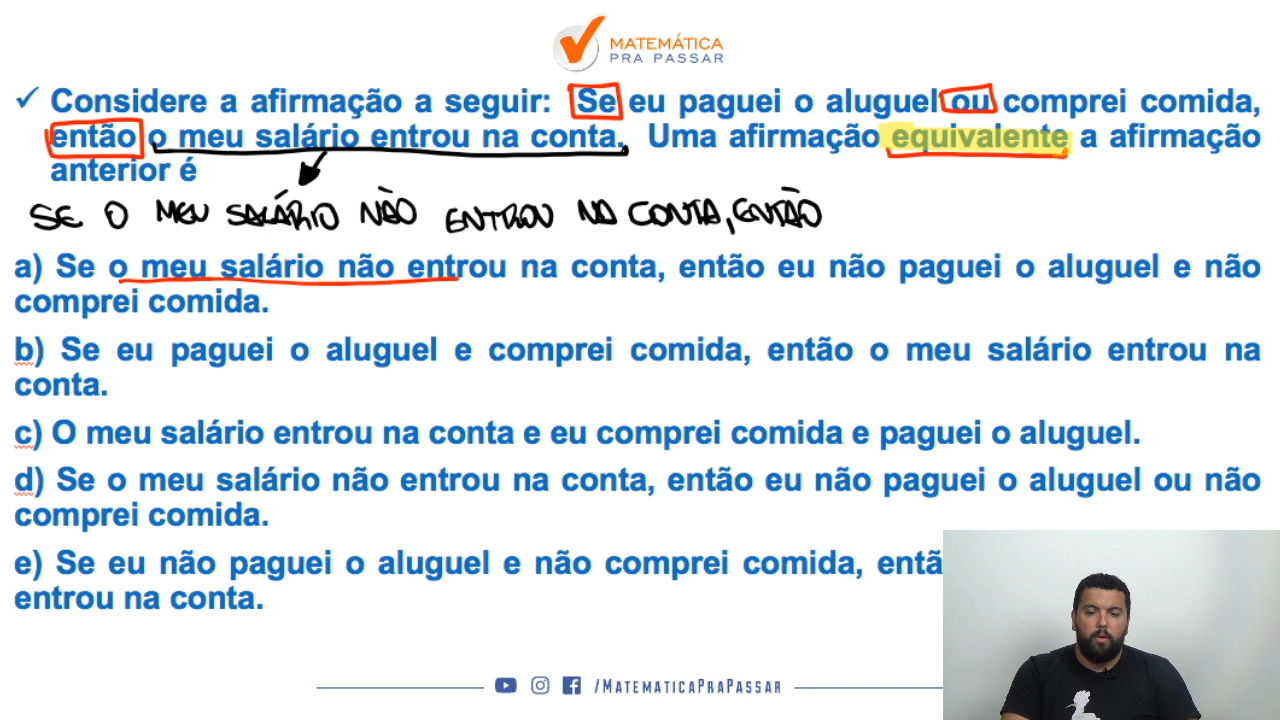 MATEMÁTICA
PRA PASSAR
✓ Considere a afirmação a seguir: Se eu paguei o aluguel ou comprei comida,
então o meu salário entrou na conta. Uma afirmação equivalente a afirmação
anterior é
SE O MEU SALÁRIO NÃO ENTROU NA CONTA, ENTÃO
a) Se o meu salário não entrou na conta, então eu não paguei o aluguel e não
comprei comida.
b) Se eu paguei o aluguel e comprei comida, então o meu salário entrou na
conta.
c) O meu salário entrou na conta e eu comprei comida e paguei o aluguel.
d) Se o meu salário não entrou na conta, então eu não paguei o aluguel ou não
comprei comida.
e) Se eu não paguei o aluguel e não comprei comida, entã
entrou na conta.
/MATEMATICAPRAPASSAR